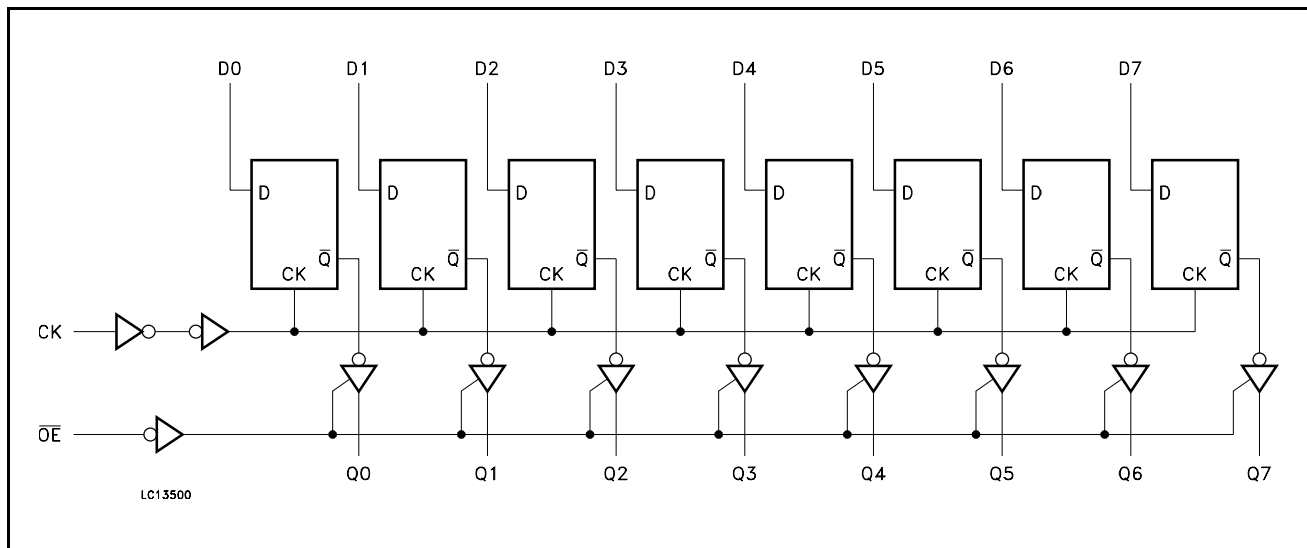 D0 D1 D2 D3 D4 D5 D6 D7
D D D D D D D D
Q̅ Q̅ Q̅ Q̅ Q̅ Q̅ Q̅ Q̅
CK CK CK CK CK CK CK CK
CK
O̅E̅
Q0 Q1 Q2 Q3 Q4 Q5 Q6 Q7
LC13500